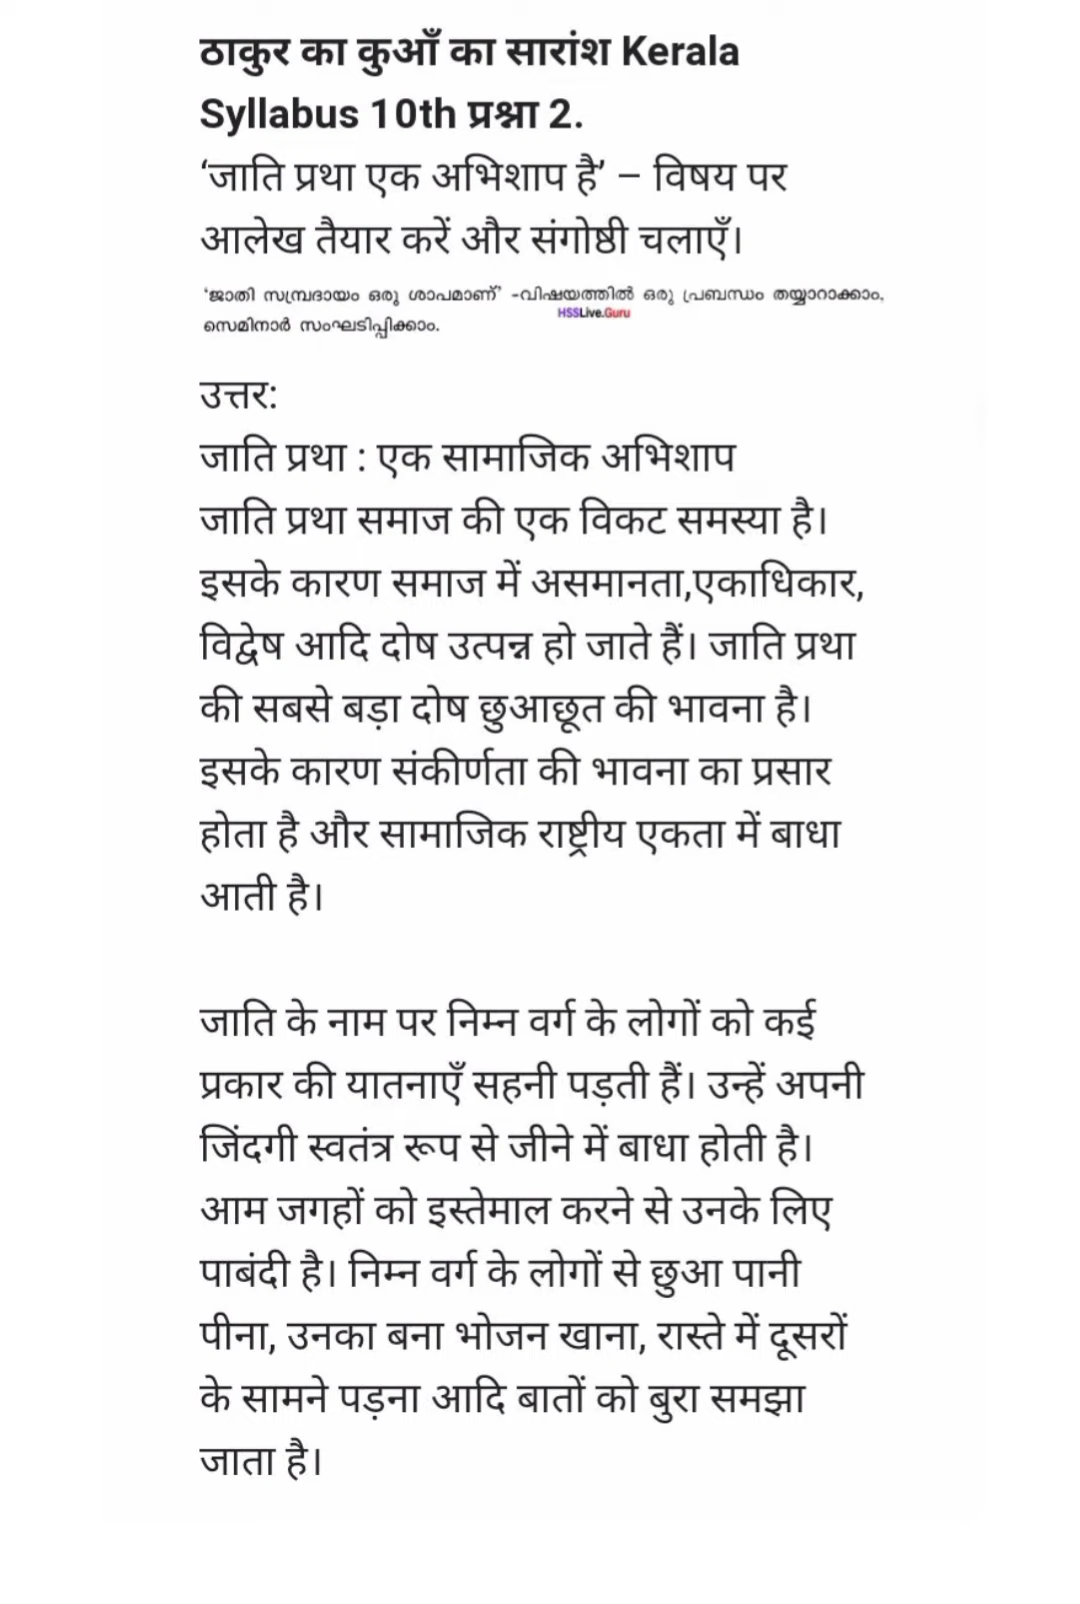 ठाकुर का कुआँ का सारांश Kerala
Syllabus 10th प्रश्ना 2.
‘जाति प्रथा एक अभिशाप है’ – विषय पर
आलेख तैयार करें और संगोष्ठी चलाएँ।
‘ജാതി സമ്പ്രദായം ഒരു ശാപമാണ്’ -വിഷയത്തിൽ ഒരു പ്രബന്ധം തയ്യാറാക്കാം,
HSSLive.Guru
സെമിനാർ സംഘടിപ്പിക്കാം.
उत्तर:
जाति प्रथा : एक सामाजिक अभिशाप
जाति प्रथा समाज की एक विकट समस्या है।
इसके कारण समाज में असमानता,एकाधिकार,
विद्वेष आदि दोष उत्पन्न हो जाते हैं। जाति प्रथा
की सबसे बड़ा दोष छुआछूत की भावना है।
इसके कारण संकीर्णता की भावना का प्रसार
होता है और सामाजिक राष्ट्रीय एकता में बाधा
आती है।
जाति के नाम पर निम्न वर्ग के लोगों को कई
प्रकार की यातनाएँ सहनी पड़ती हैं। उन्हें अपनी
जिंदगी स्वतंत्र रूप से जीने में बाधा होती है।
आम जगहों को इस्तेमाल करने से उनके लिए
पाबंदी है। निम्न वर्ग के लोगों से छुआ पानी
पीना, उनका बना भोजन खाना, रास्ते में दूसरों
के सामने पड़ना आदि बातों को बुरा समझा
जाता है।